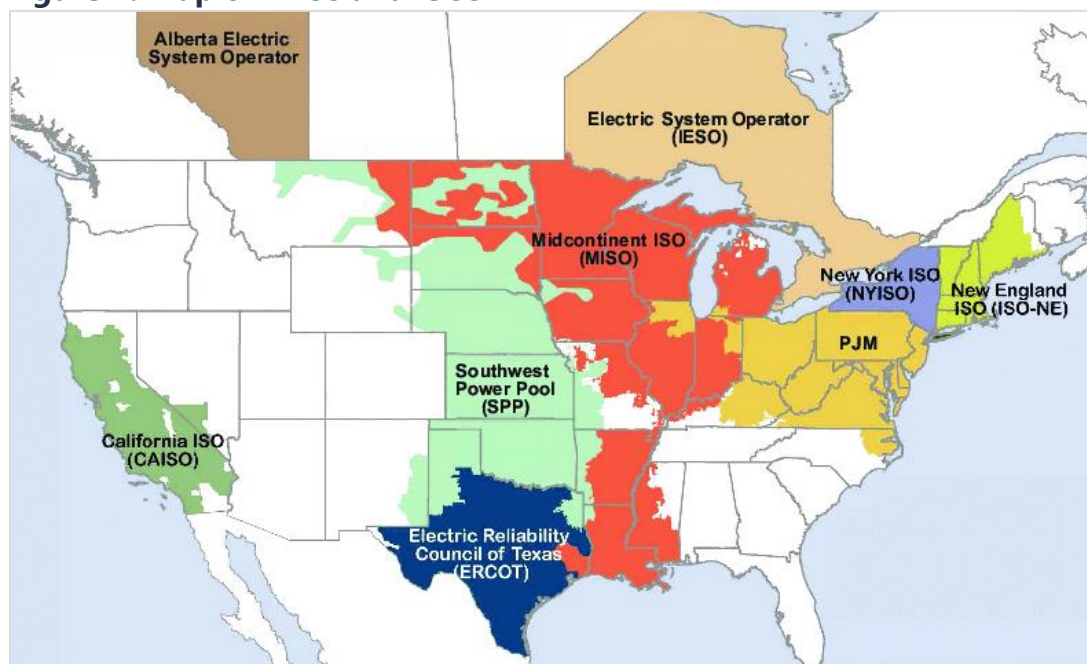 Alberta Electric
System Operator
Electric System Operator
(IESO)
Midcontinent ISO
(MISO)
New York ISO
(NYISO)
New England
ISO (ISO-NE)
PJM
Southwest
Power Pool
(SPP)
California ISO
(CAISO)
Electric Reliability
Council of Texas
(ERCOT)